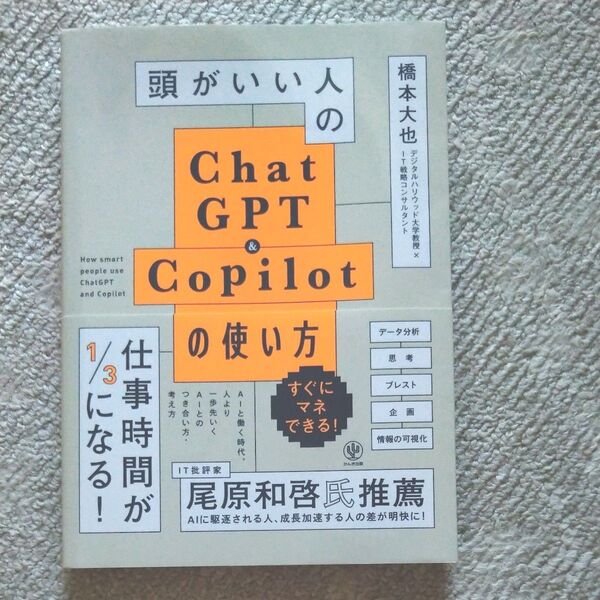 頭がいい人の
Chat
GPT
&
Copilot
の使い方
橋本大也
デジタルハリウッド大学教授×
IT戦略コンサルタント
How smart
people use
ChatGPT
and Copilot
仕事時間が
1/3になる！
AIと働く時代。
人より
一歩先いく
AIとの
つき合い方・
考え方
すぐに
マネ
できる！
データ分析
思考
ブレスト
企画
情報の可視化
かんき出版
IT批評家
尾原和啓氏推薦
AIに駆逐される人、成長加速する人の差が明快に！